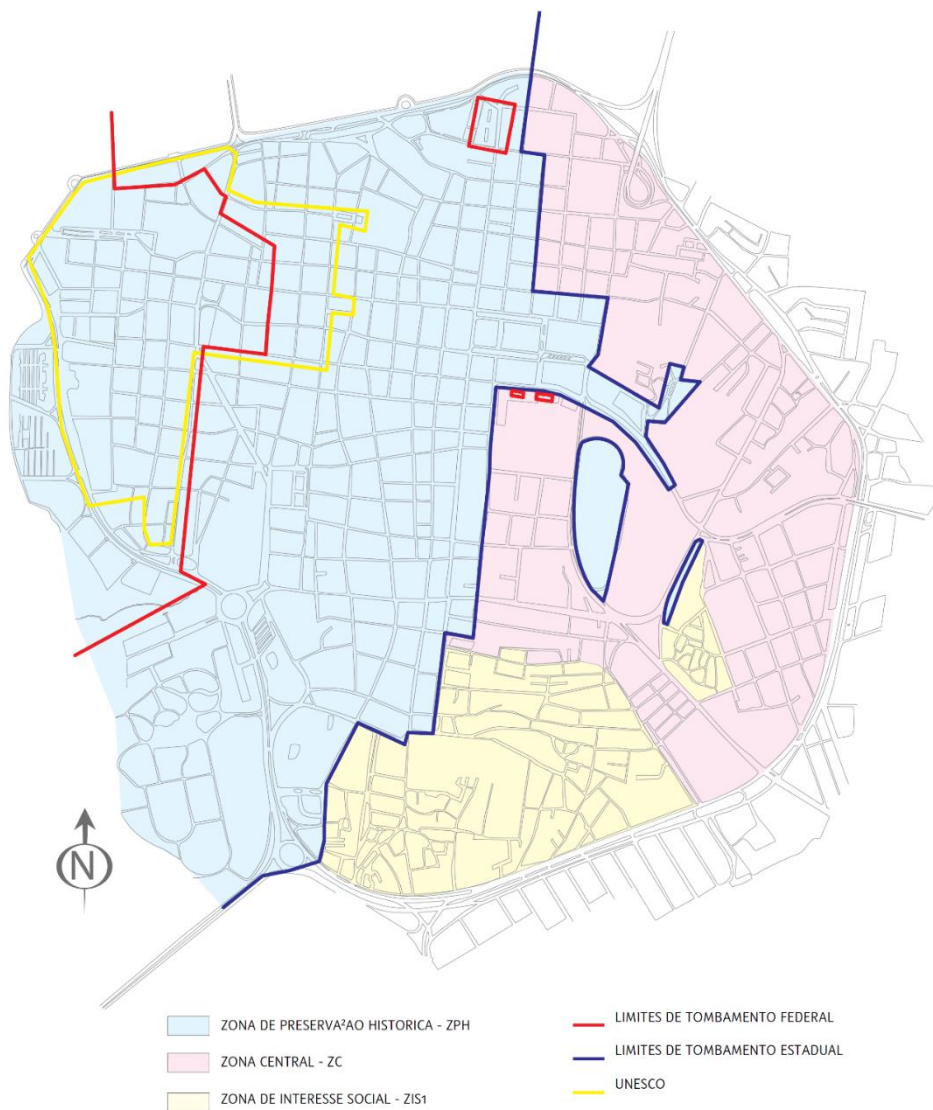 N
ZONA DE PRESERVA²AO HISTORICA - ZPH
ZONA CENTRAL - ZC
ZONA DE INTERESSE SOCIAL - ZIS1
LIMITES DE TOMBAMENTO FEDERAL
LIMITES DE TOMBAMENTO ESTADUAL
UNESCO